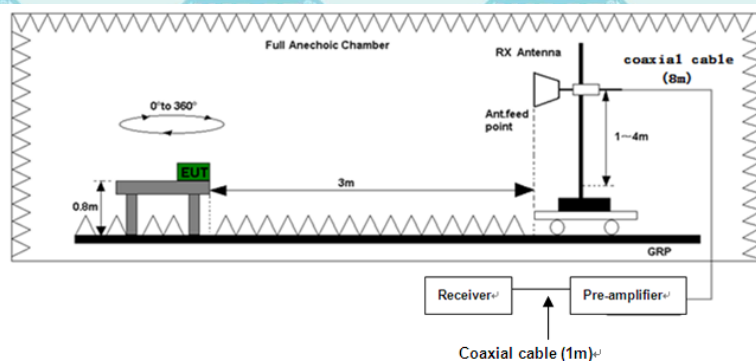 Full Anechoic Chamber
RX Antenna
coaxial cable
(8m)
0°to 360°
Ant.feed
point
1~4m
EUT
3m
0.8m
GRP
Receiver↵
Pre-amplifier↵
Coaxial cable (1m)↵